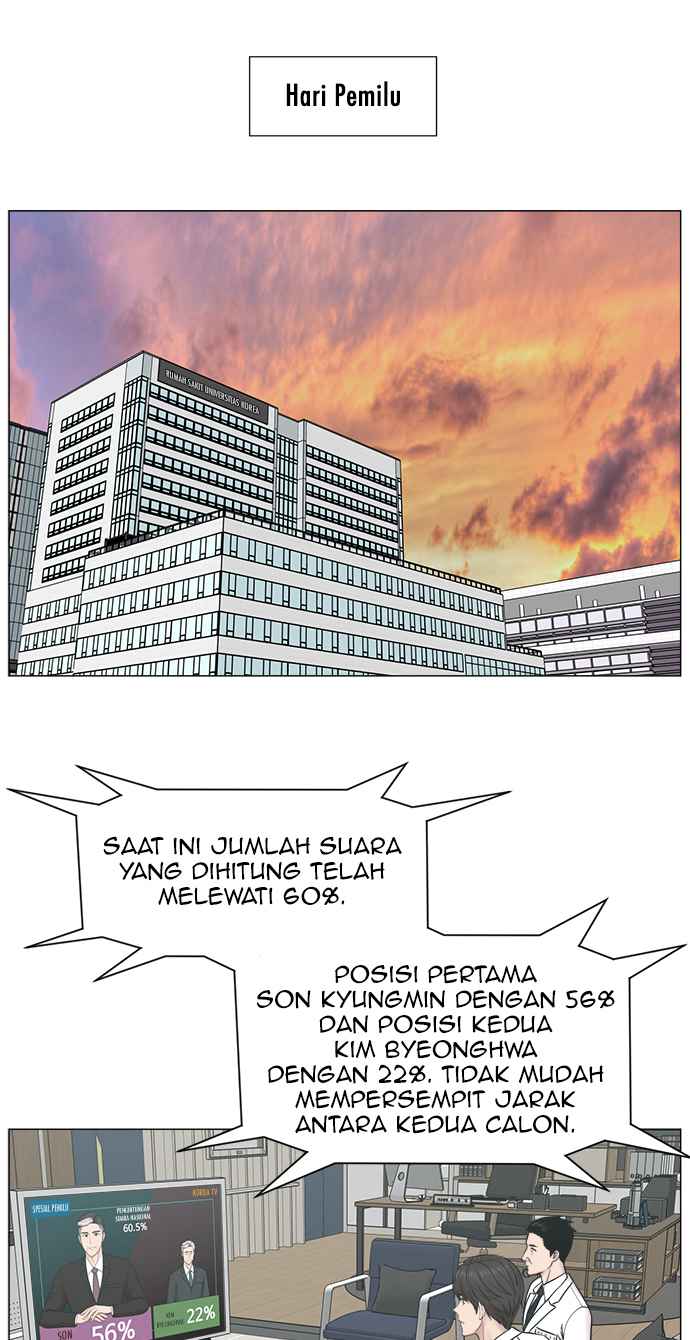 Hari Pemilu
RUMAH SAKIT UNIVERSITAS KOREA
SAAT INI JUMLAH SUARA
YANG DIHITUNG TELAH
MELEWATI 60%.
POSISI PERTAMA
SON KYUNGMIN DENGAN 56%
DAN POSISI KEDUA
KIM BYEONGHWA
DENGAN 22%. TIDAK MUDAH
MEMPERSEMPIT JARAK
ANTARA KEDUA CALON.
SPESIAL PEMILU
KOREA TV
PENGHITUNGAN
SUARA NASIONAL
60.5%
SON
56%
KIM
BYEONGHWA
22%